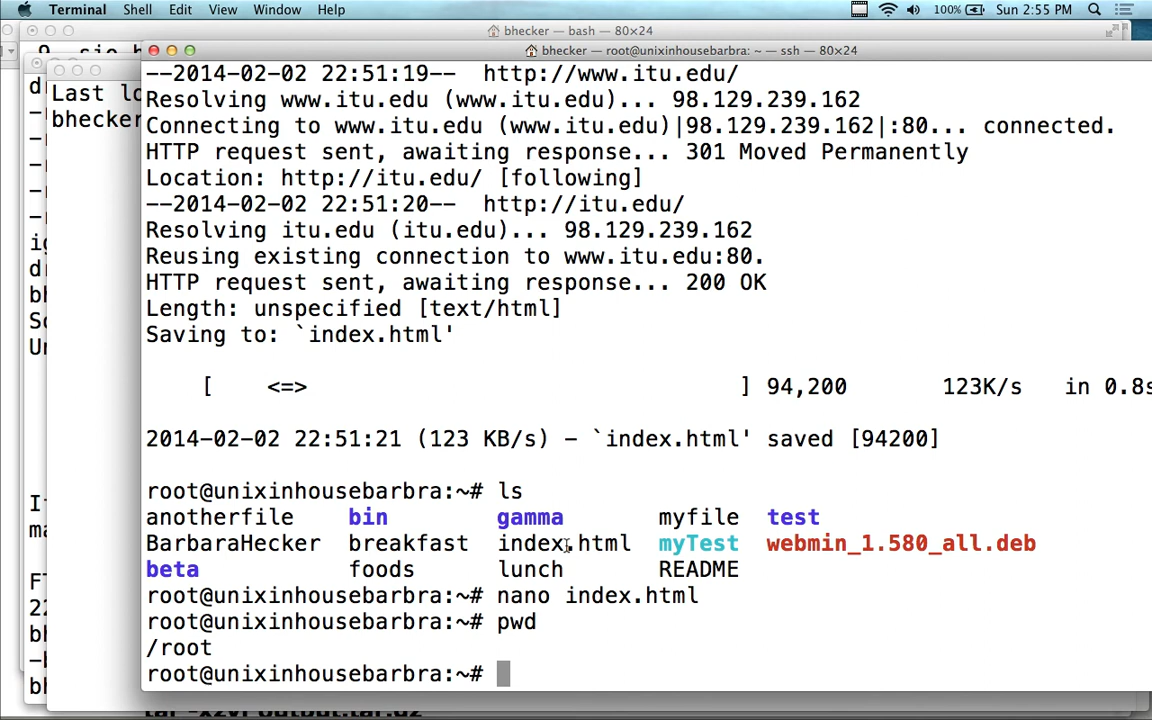 Terminal Shell Edit View Window Help 100% Sun 2:55 PM
bhecker — bash — 80×24
bhecker — root@unixinhousebarbra: ~ — ssh — 80×24
Last lo
bhecker
--2014-02-02 22:51:19-- http://www.itu.edu/
Resolving www.itu.edu (www.itu.edu)... 98.129.239.162
Connecting to www.itu.edu (www.itu.edu)|98.129.239.162|:80... connected.
HTTP request sent, awaiting response... 301 Moved Permanently
Location: http://itu.edu/ [following]
--2014-02-02 22:51:20-- http://itu.edu/
Resolving itu.edu (itu.edu)... 98.129.239.162
Reusing existing connection to www.itu.edu:80.
HTTP request sent, awaiting response... 200 OK
Length: unspecified [text/html]
Saving to: `index.html'
[ <=> ] 94,200 123K/s in 0.8s
2014-02-02 22:51:21 (123 KB/s) - `index.html' saved [94200]
root@unixinhousebarbra:~# ls
anotherfile bin gamma myfile test
BarbaraHecker breakfast index.html myTest webmin_1.580_all.deb
beta foods lunch README
root@unixinhousebarbra:~# nano index.html
root@unixinhousebarbra:~# pwd
/root
root@unixinhousebarbra:~#